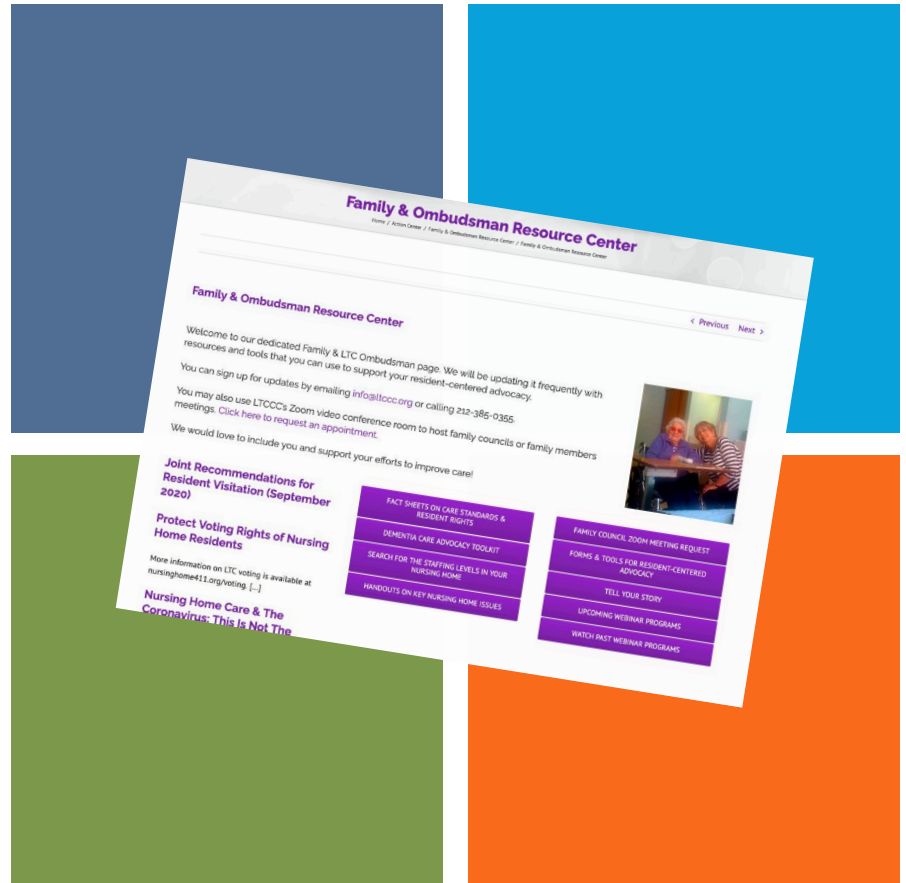 Family & Ombudsman Resource Center
Home / Action Center / Family & Ombudsman Resource Center / Family & Ombudsman Resource Center
‹ Previous Next ›
Family & Ombudsman Resource Center
Welcome to our dedicated Family & LTC Ombudsman page. We will be updating it frequently with
resources and tools that you can use to support your resident-centered advocacy.
You can sign up for updates by emailing info@ltccc.org or calling 212-385-0355.
You may also use LTCCC's Zoom video conference room to host family councils or family members
meetings. Click here to request an appointment.
We would love to include you and support your efforts to improve care!
Joint Recommendations for
Resident Visitation (September
2020)
Protect Voting Rights of Nursing
Home Residents
More information on LTC voting is available at
nursinghome411.org/voting. [...]
Nursing Home Care & The
Coronavirus: This Is Not The
FACT SHEETS ON CARE STANDARDS &
RESIDENT RIGHTS
DEMENTIA CARE ADVOCACY TOOLKIT
SEARCH FOR THE STAFFING LEVELS IN YOUR
NURSING HOME
HANDOUTS ON KEY NURSING HOME ISSUES
FAMILY COUNCIL ZOOM MEETING REQUEST
FORMS & TOOLS FOR RESIDENT-CENTERED
ADVOCACY
TELL YOUR STORY
UPCOMING WEBINAR PROGRAMS
WATCH PAST WEBINAR PROGRAMS